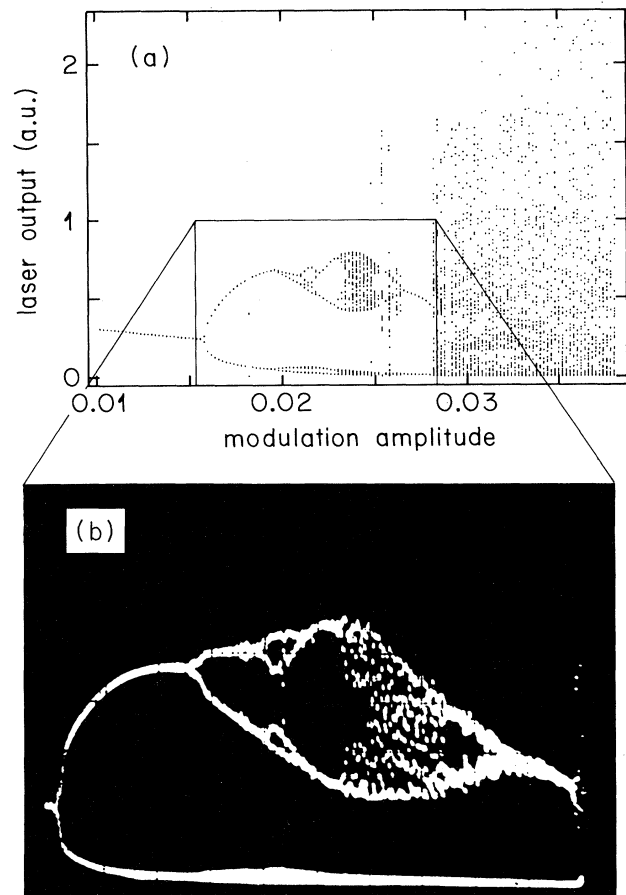 (a)
laser output (a.u.)
2
1
0
0.01 0.02 0.03
modulation amplitude
(b)